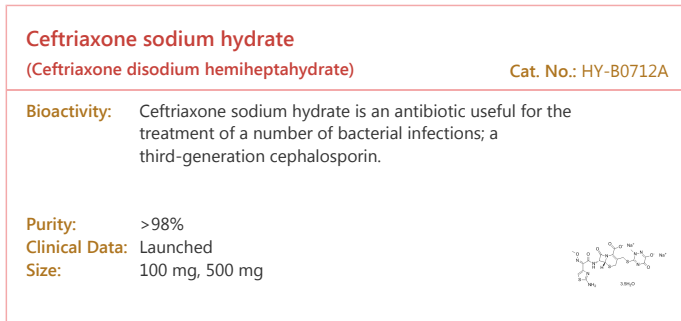 Ceftriaxone sodium hydrate
(Ceftriaxone disodium hemiheptahydrate) Cat. No.: HY-B0712A
Bioactivity: Ceftriaxone sodium hydrate is an antibiotic useful for the
treatment of a number of bacterial infections; a
third-generation cephalosporin.
Purity: >98%
Clinical Data: Launched
Size: 100 mg, 500 mg
3.5H₂O